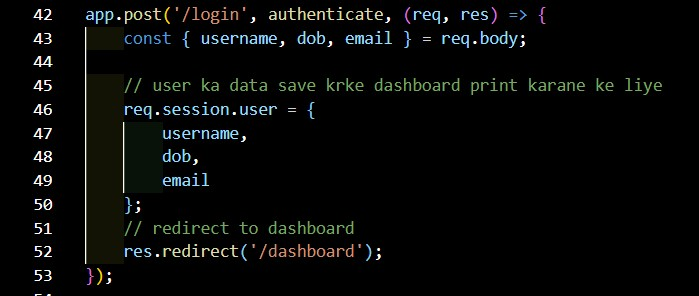 42 app.post('/login', authenticate, (req, res) => {
43 const { username, dob, email } = req.body;
44
45 // user ka data save krke dashboard print karane ke liye
46 req.session.user = {
47 username,
48 dob,
49 email
50 };
51 // redirect to dashboard
52 res.redirect('/dashboard');
53 });